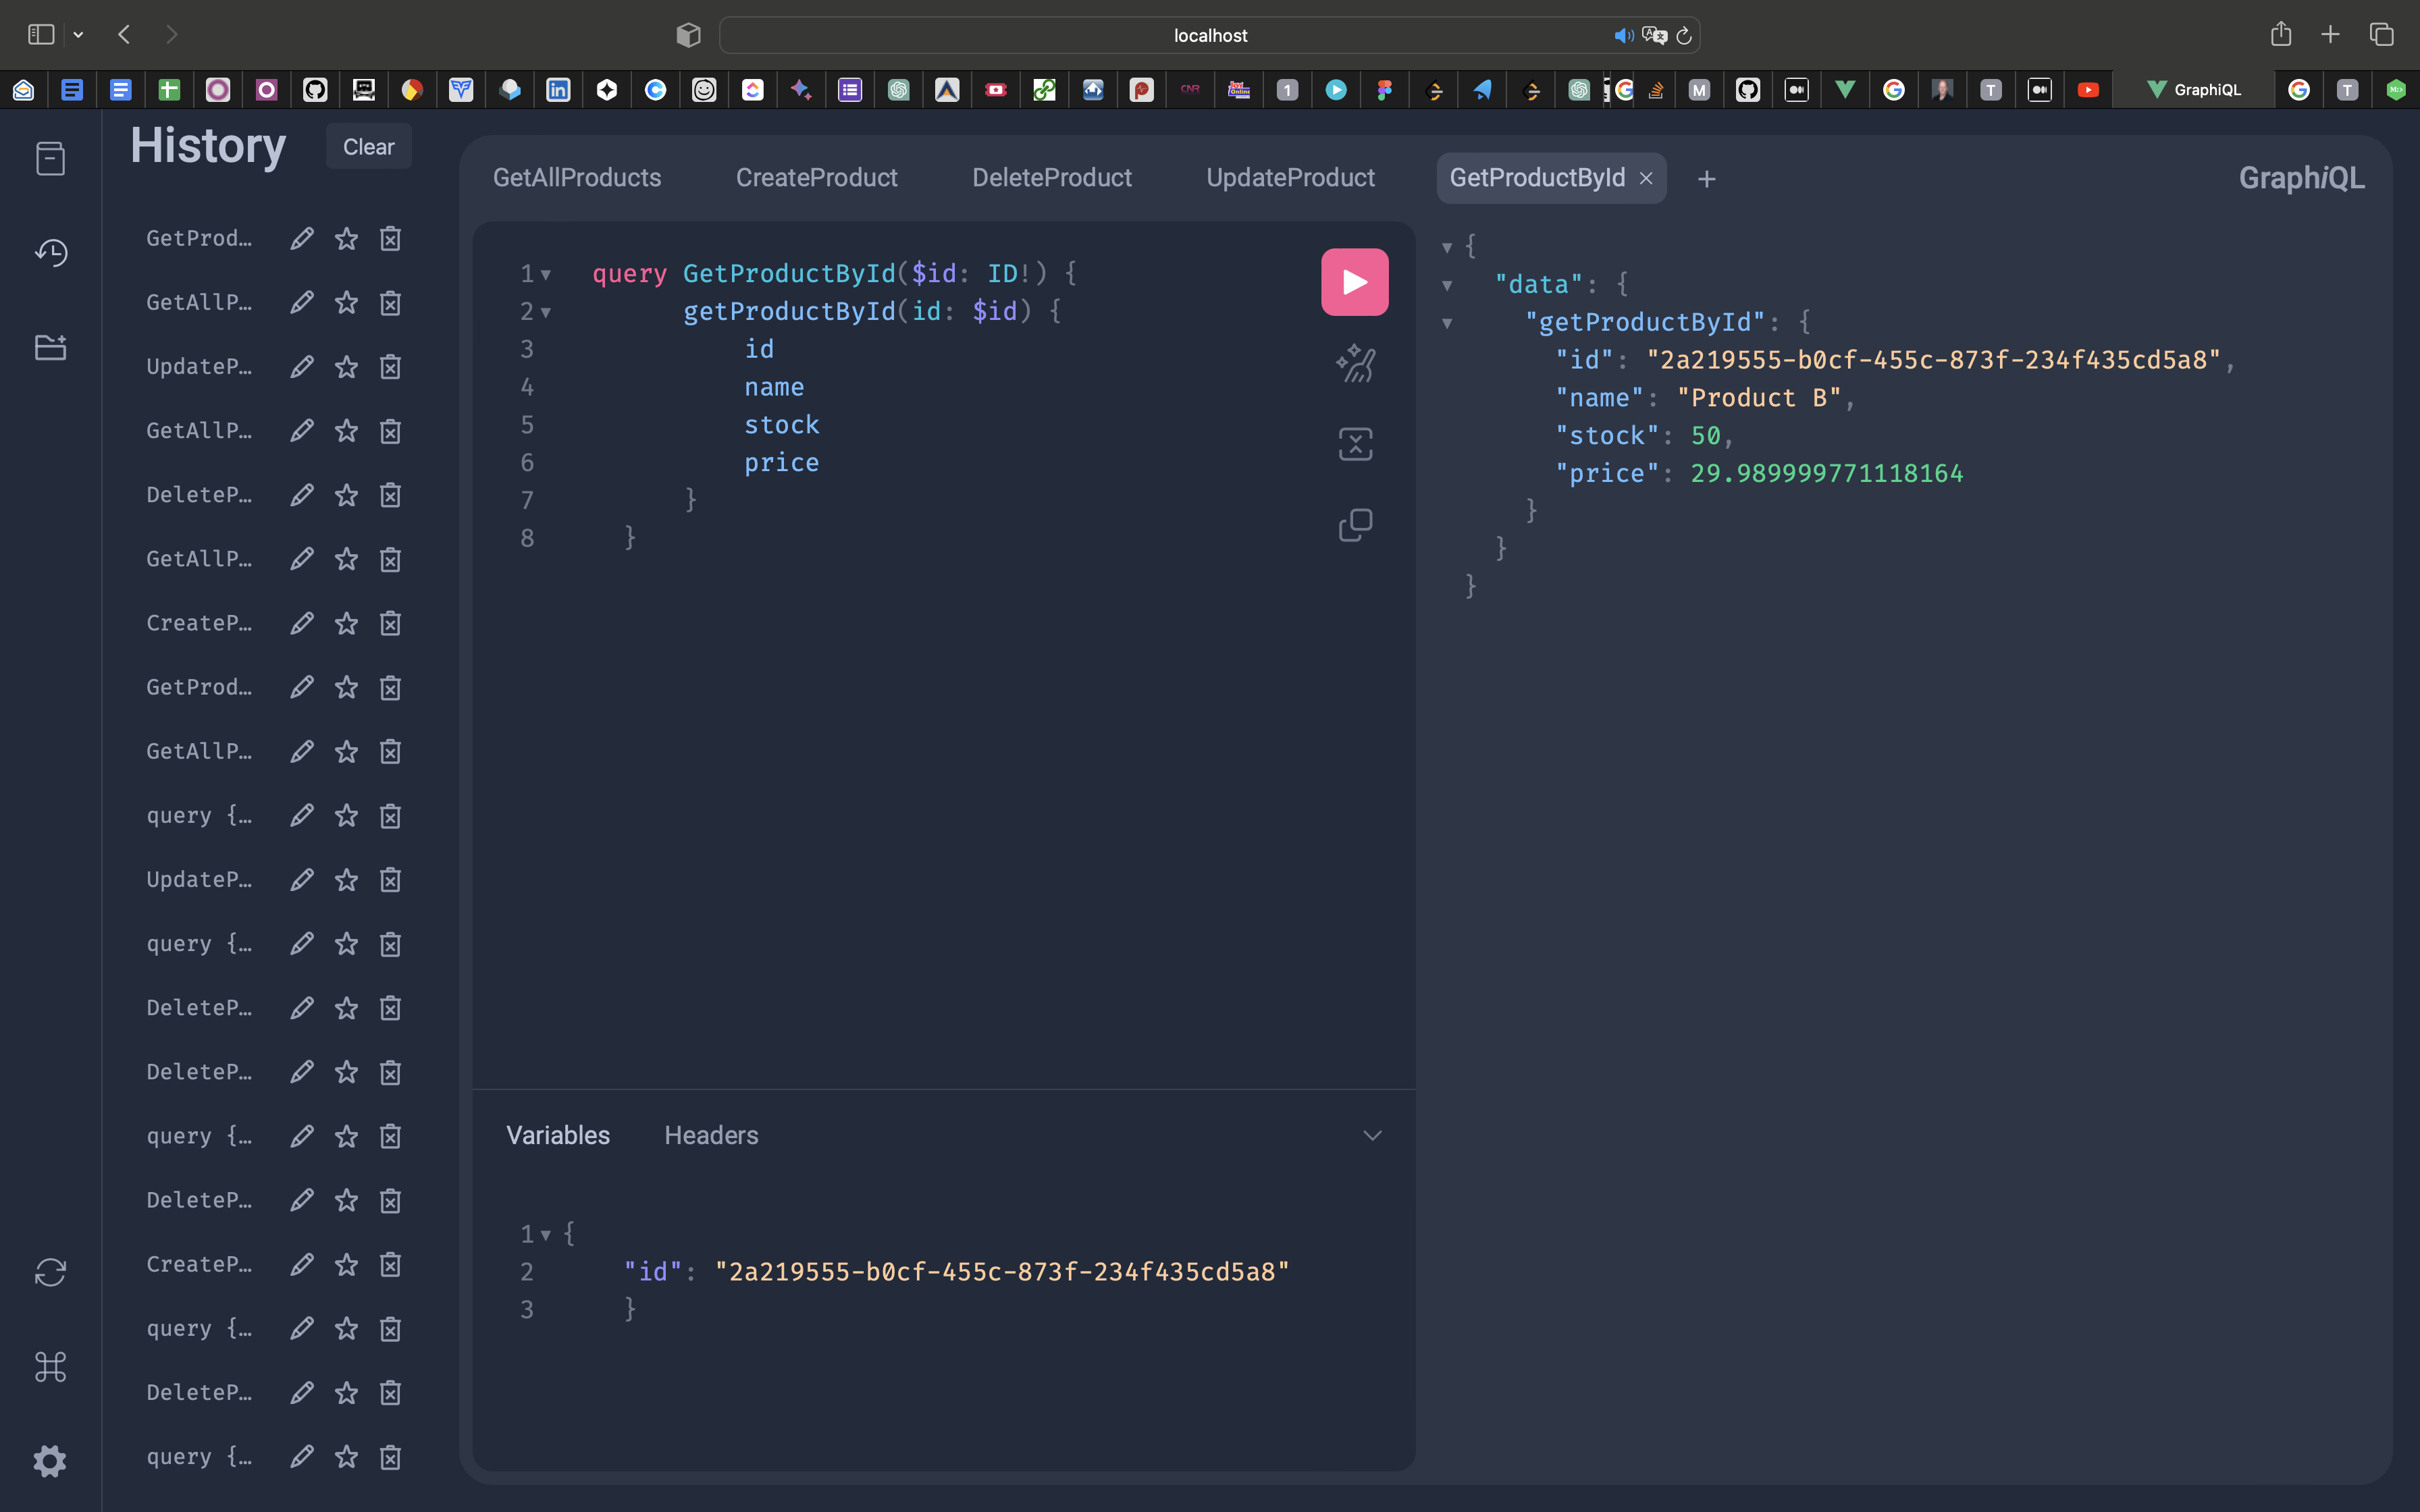 localhost
GraphiQL
History
Clear
GetProd…
GetAllP…
UpdateP…
GetAllP…
DeleteP…
GetAllP…
CreateP…
GetProd…
GetAllP…
query {…
UpdateP…
query {…
DeleteP…
DeleteP…
query {…
DeleteP…
CreateP…
query {…
DeleteP…
query {…
GetAllProducts
CreateProduct
DeleteProduct
UpdateProduct
GetProductById
GraphiQL
1 query GetProductById($id: ID!) {
2 getProductById(id: $id) {
3 id
4 name
5 stock
6 price
7 }
8 }
Variables
Headers
1 {
2 "id": "2a219555-b0cf-455c-873f-234f435cd5a8"
3 }
{
"data": {
"getProductById": {
"id": "2a219555-b0cf-455c-873f-234f435cd5a8",
"name": "Product B",
"stock": 50,
"price": 29.989999771118164
}
}
}